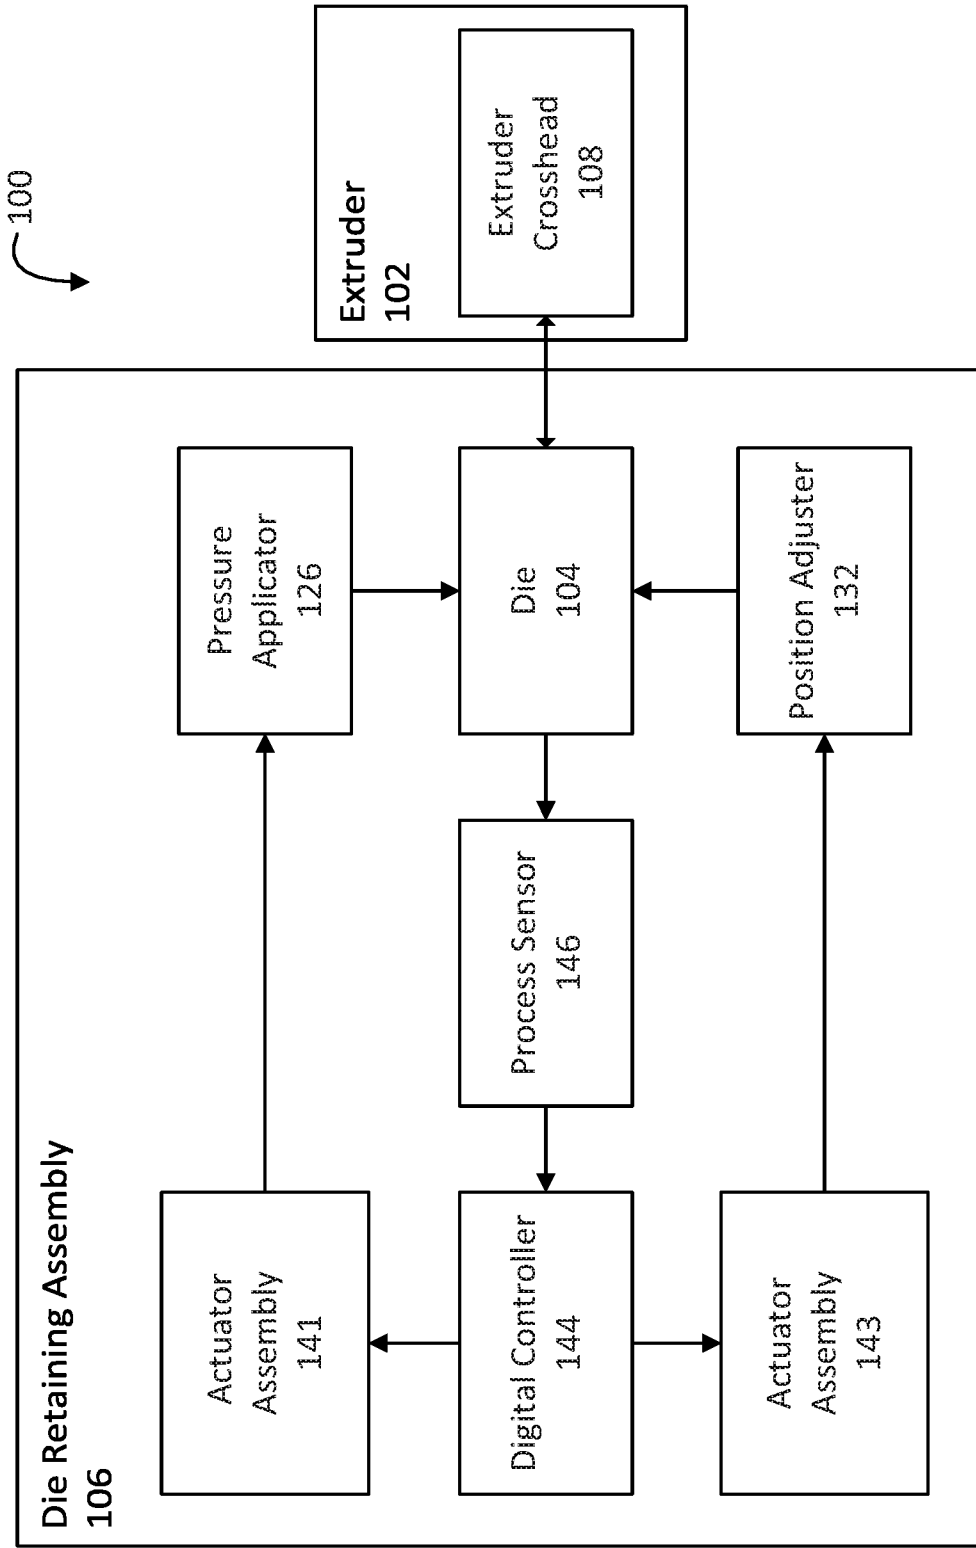 100
Die Retaining Assembly
106
Actuator
Assembly
141
Pressure
Applicator
126
Extruder
102
Digital Controller
144
Process Sensor
146
Die
104
Extruder
Crosshead
108
Actuator
Assembly
143
Position Adjuster
132